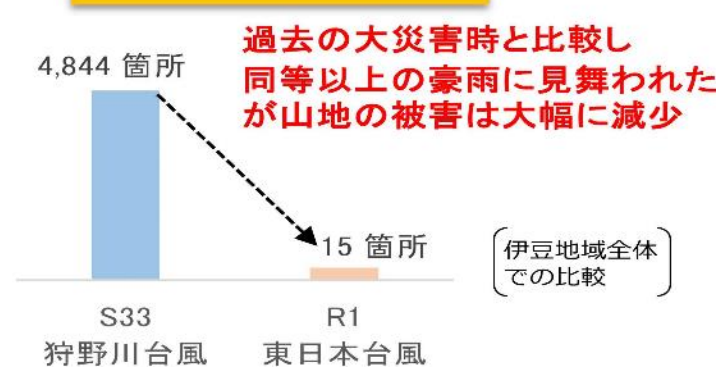 過去の大災害時と比較し
同等以上の豪雨に見舞われた
が山地の被害は大幅に減少
4,844 箇所
15 箇所
伊豆地域全体
での比較
S33
狩野川台風
R1
東日本台風